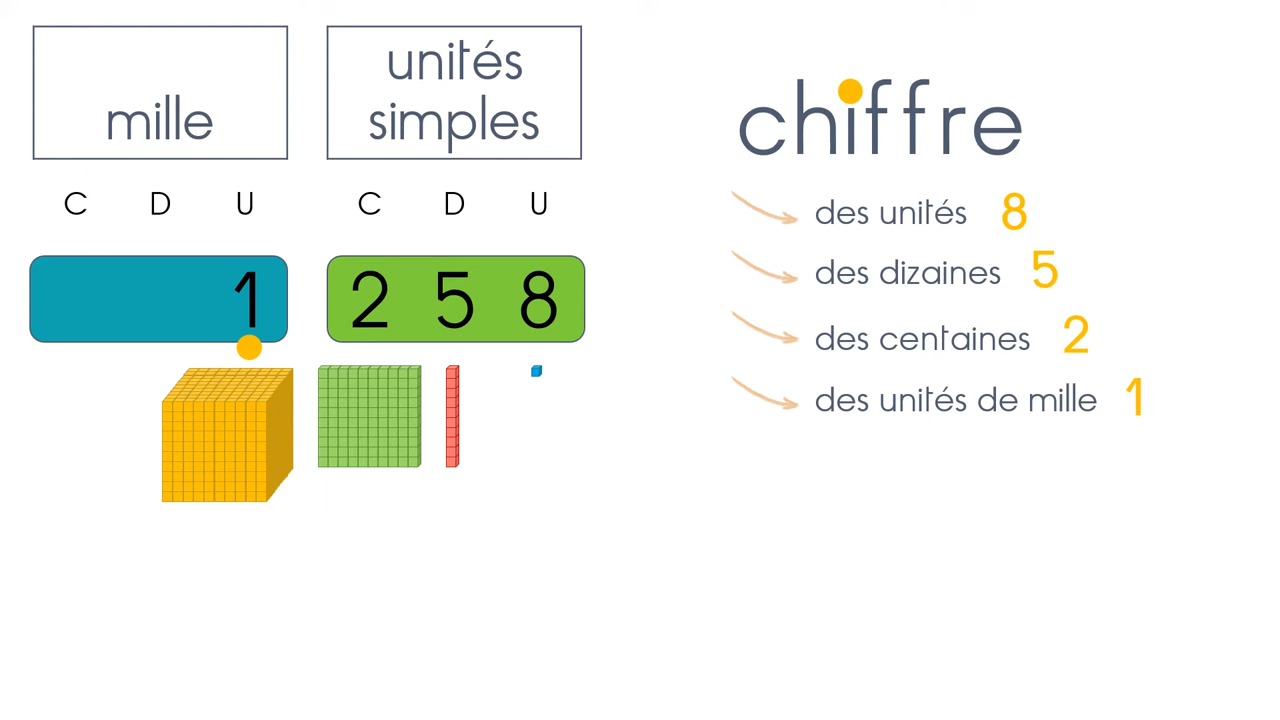 mille
unités
simples
C D U
C D U
1
2 5 8
chiffre
des unités 8
des dizaines 5
des centaines 2
des unités de mille 1